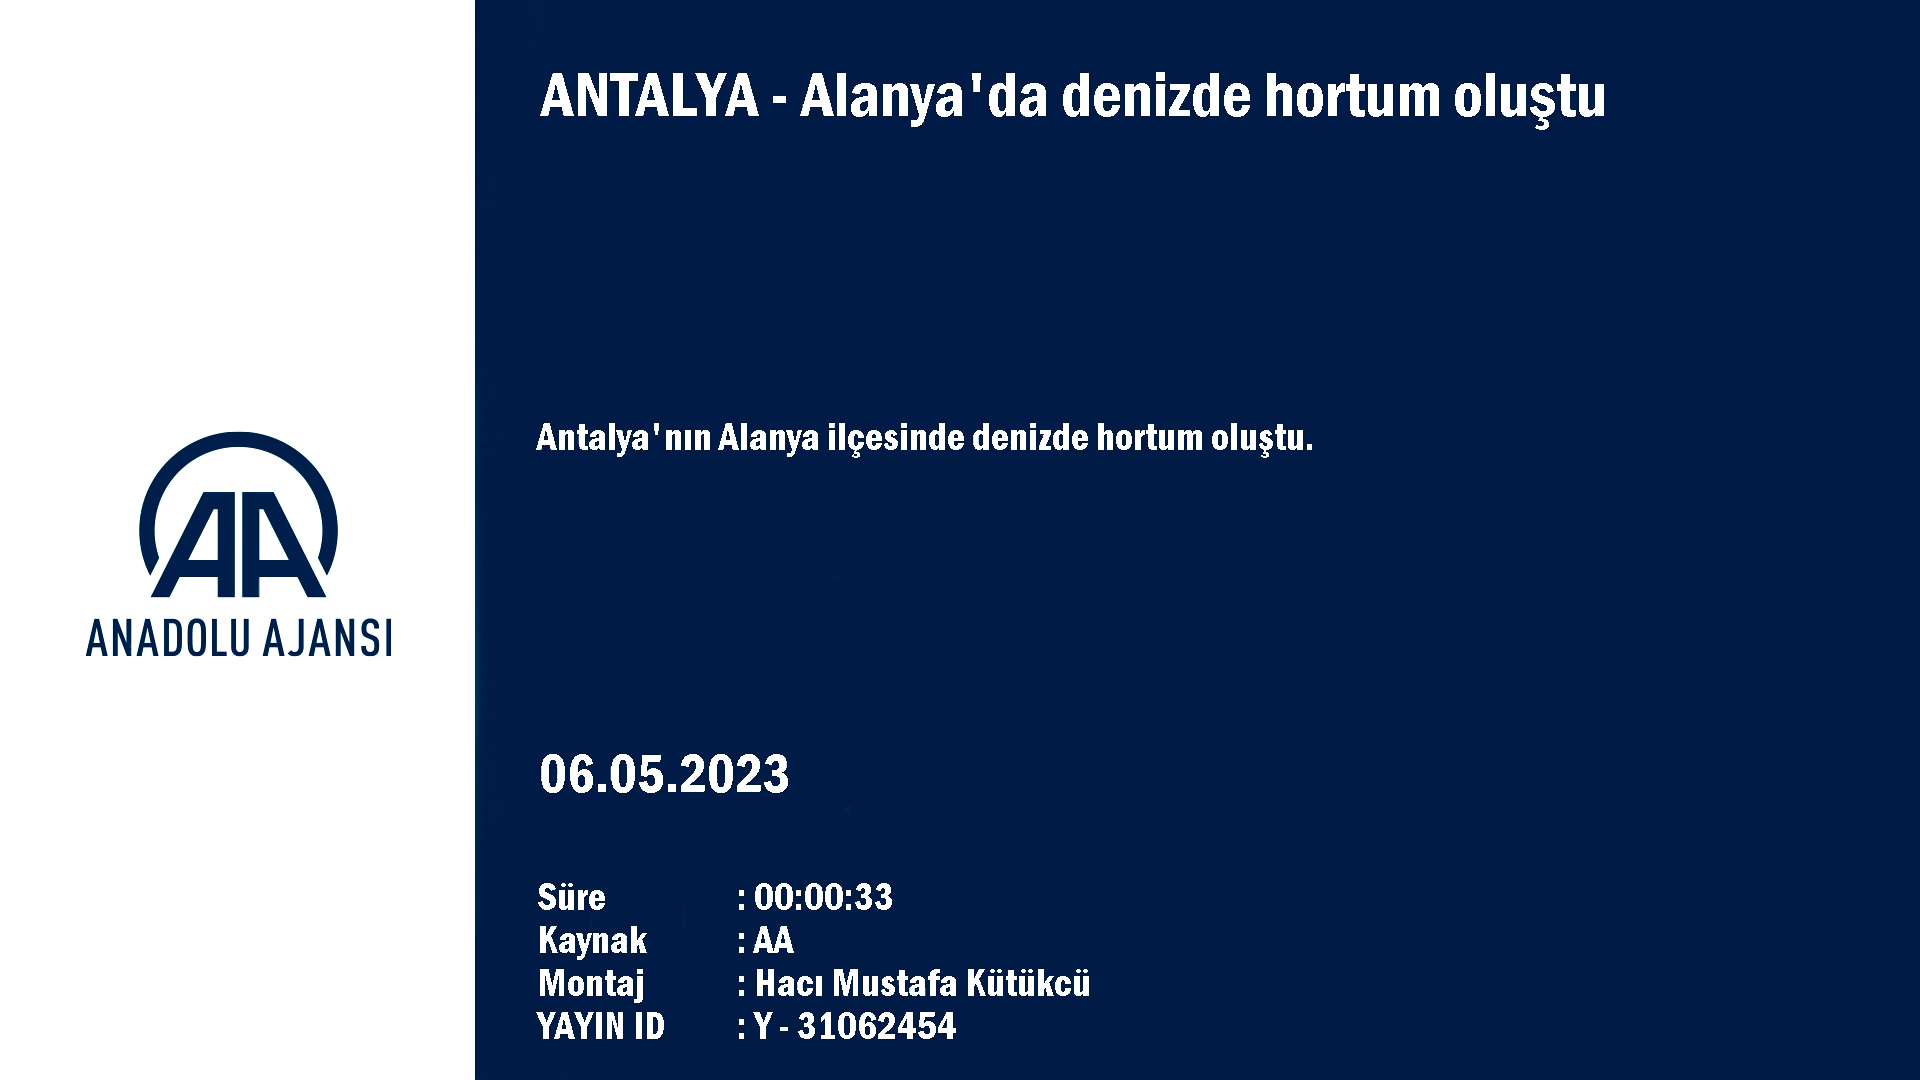 ANTALYA - Alanya'da denizde hortum oluştu
Antalya'nın Alanya ilçesinde denizde hortum oluştu.
AA
ANADOLU AJANSI
06.05.2023
Süre : 00:00:33
Kaynak : AA
Montaj : Hacı Mustafa Kütükcü
YAYIN ID : Y - 31062454